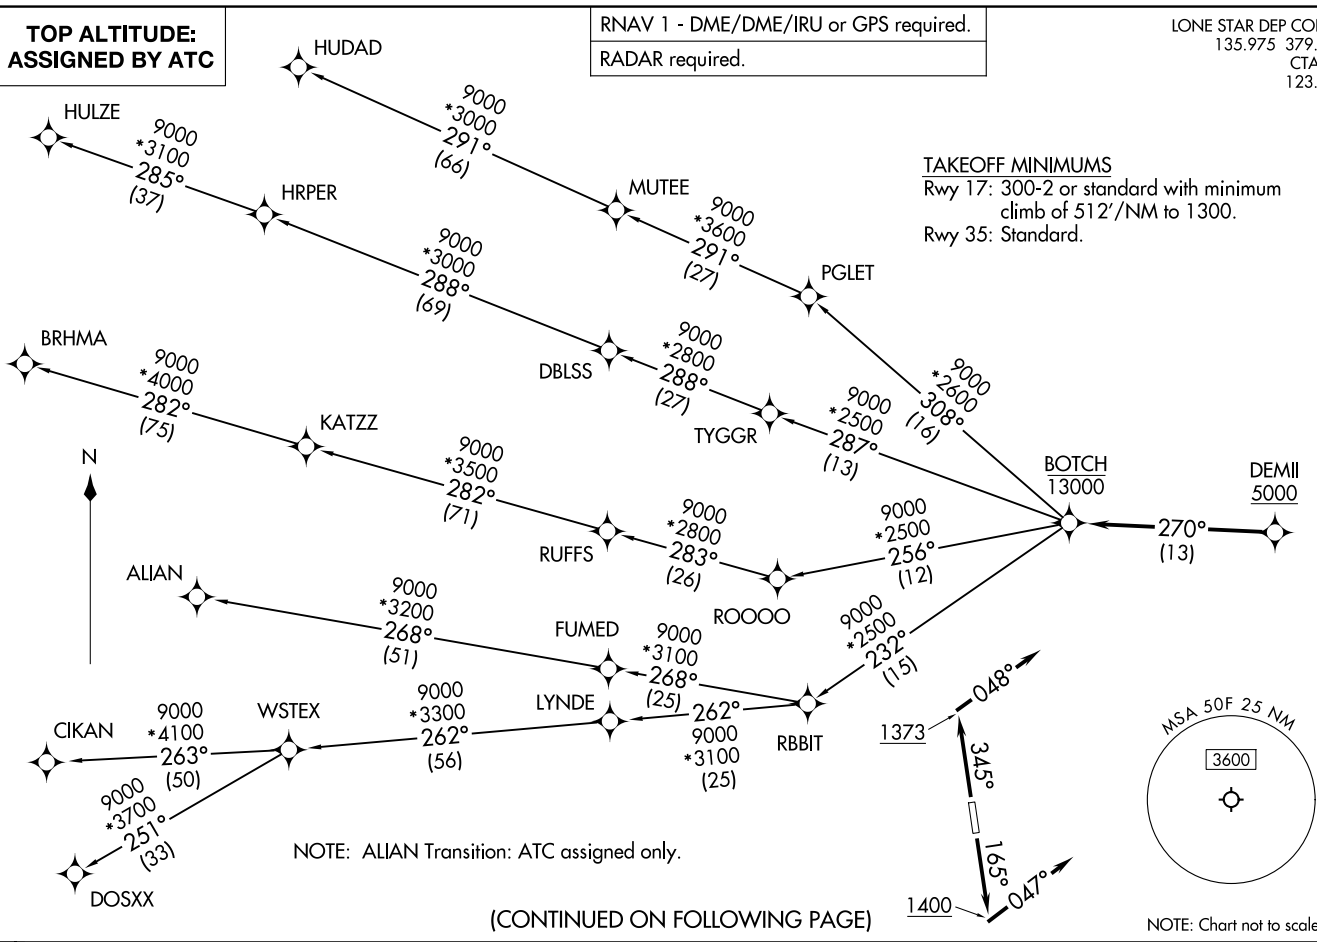 TOP ALTITUDE:
ASSIGNED BY ATC
RNAV 1 - DME/DME/IRU or GPS required.
RADAR required.
LONE STAR DEP
135.975 379.
123.
TAKEOFF MINIMUMS
Rwy 17: 300-2 or standard with minimum
climb of 512'/NM to 1300.
Rwy 35: Standard.
HUDAD
9000
*3000
291°
(66)
MUTEE
9000
*3600
291°
(27)
PGLET
9000
*2600
308°
(16)
HULZE
9000
*3100
285°
(37)
HRPER
9000
*3000
288°
(69)
DBLSS
9000
*2800
288°
(27)
TYGGR
9000
*2500
287°
(13)
BOTCH
13000
270°
(13)
DEMII
5000
BRHMA
9000
*4000
282°
(75)
KATZZ
9000
*3500
282°
(71)
RUFFS
9000
*2800
283°
(26)
ROOOO
9000
*2500
256°
(12)
N
ALIAN
9000
*3200
268°
(51)
FUMED
9000
*3100
268°
(25)
9000
*2500
232°
(15)
RBBIT
CIKAN
9000
*4100
263°
(50)
WSTEX
9000
*3300
262°
(56)
LYNDE
262°
9000
*3100
(25)
9000
*3700
251°
(33)
DOSXX
1373
048°
345°
165°
1400
047°
MSA 50F 25 NM
3600
NOTE: ALIAN Transition: ATC assigned only.
(CONTINUED ON FOLLOWING PAGE)
NOTE: Chart not to scale